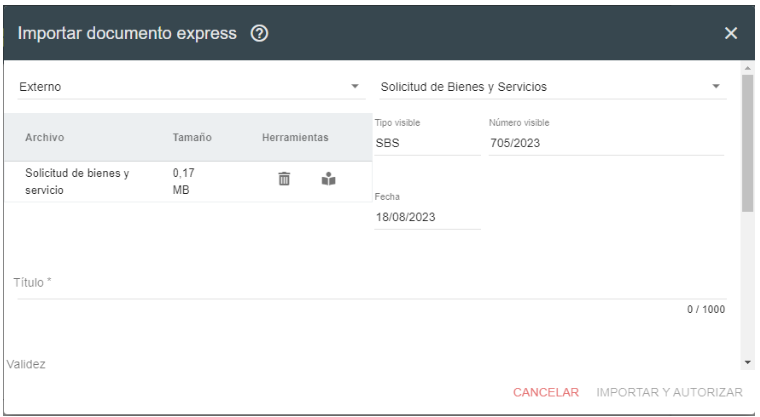 Importar documento express
Externo
Solicitud de Bienes y Servicios
Archivo Tamaño Herramientas
Solicitud de bienes y
servicio
0,17
MB
Tipo visible
SBS
Número visible
705/2023
Fecha
18/08/2023
Título *
0 / 1000
Validez
CANCELAR IMPORTAR Y AUTORIZAR